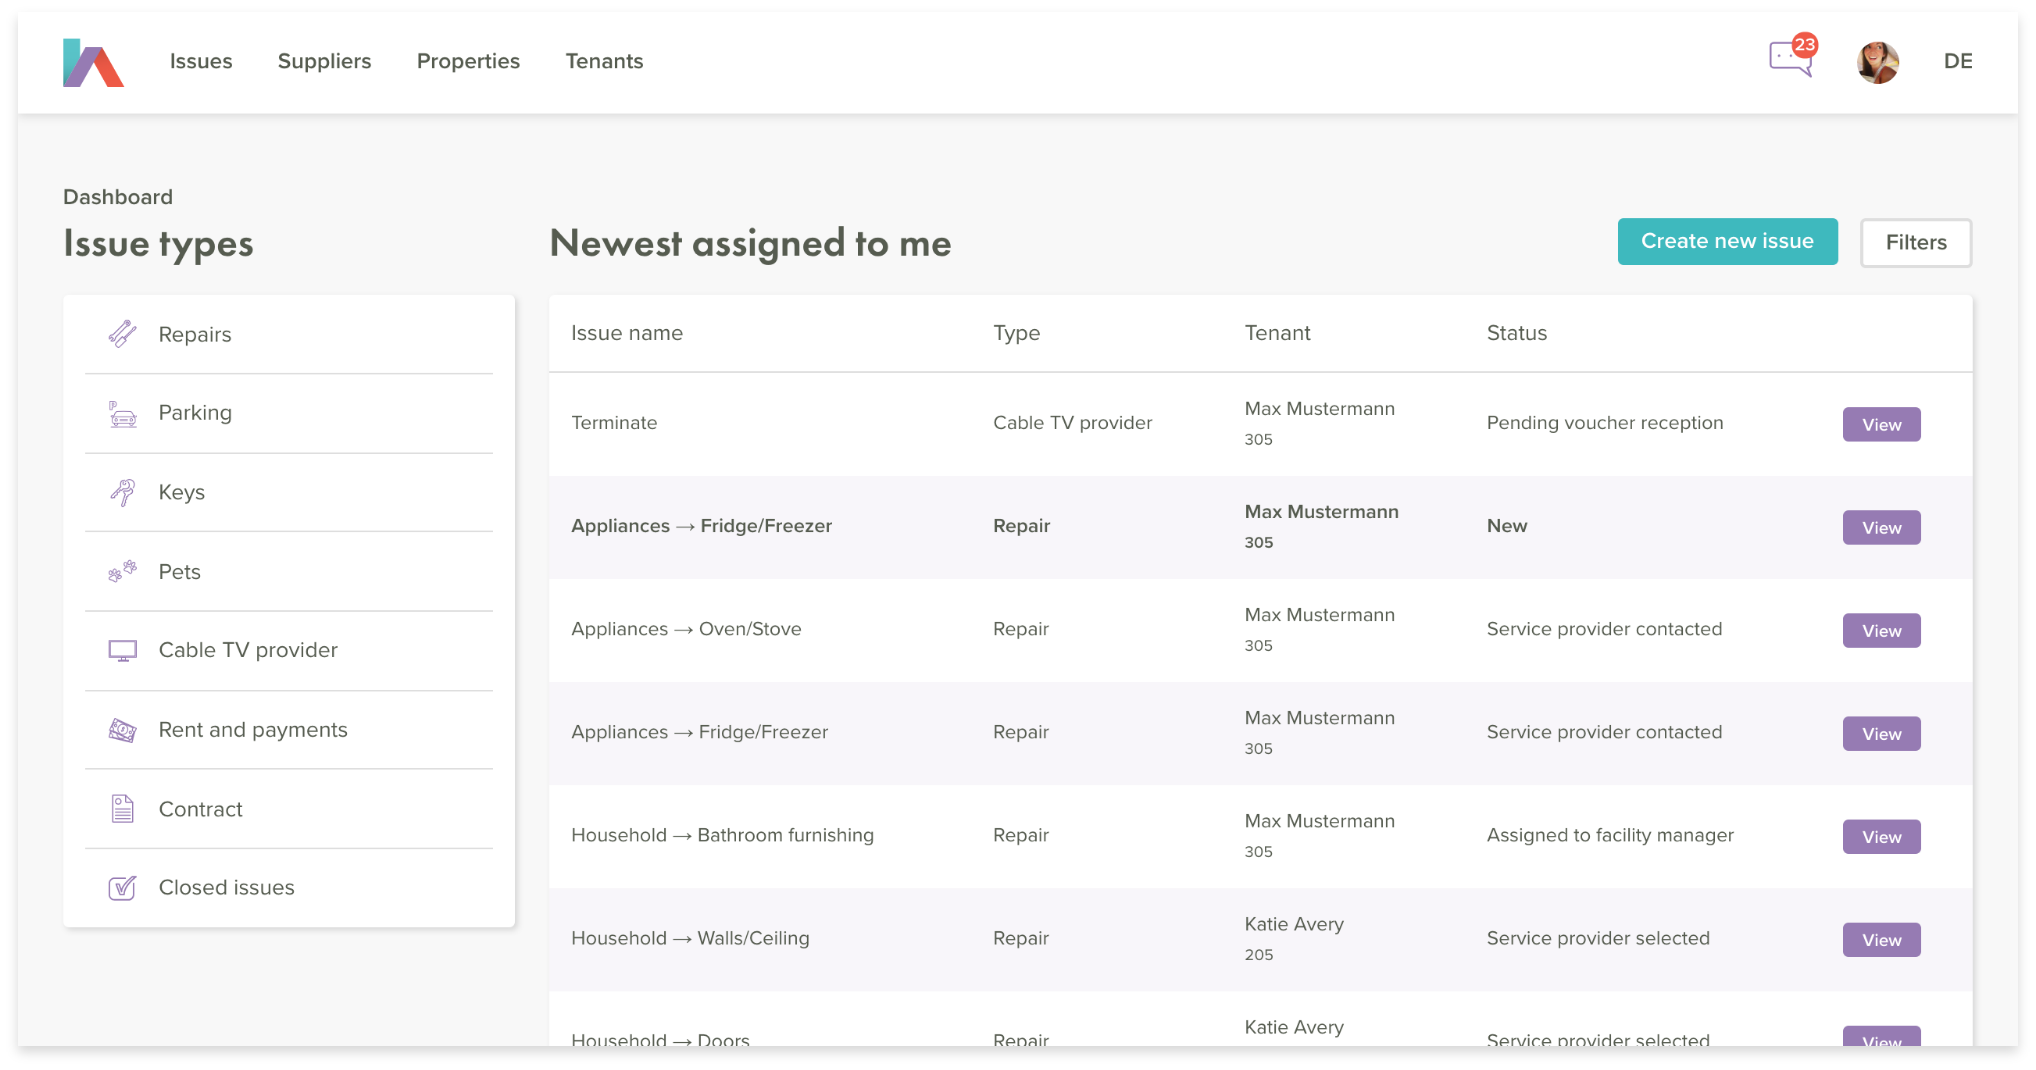 Issues Suppliers Properties Tenants 23 DE
Dashboard
Issue types
Repairs
Parking
Keys
Pets
Cable TV provider
Rent and payments
Contract
Closed issues
Newest assigned to me
Create new issue
Filters
Issue name Type Tenant Status
Terminate Cable TV provider Max Mustermann Pending voucher reception View
305
Appliances → Fridge/Freezer Repair Max Mustermann New View
305
Appliances → Oven/Stove Repair Max Mustermann Service provider contacted View
305
Appliances → Fridge/Freezer Repair Max Mustermann Service provider contacted View
305
Household → Bathroom furnishing Repair Max Mustermann Assigned to facility manager View
305
Household → Walls/Ceiling Repair Katie Avery Service provider selected View
205
Household → Doors Repair Katie Avery Service provider selected View